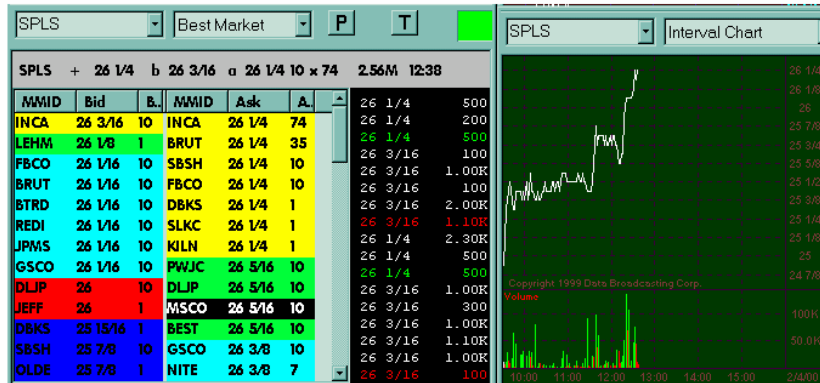 SPLS Best Market P T
SPLS + 26 1/4 b 26 3/16 a 26 1/4 10 x 74 2.56M 12:38
MMID Bid B.. MMID Ask A..
INCA 26 3/16 10 INCA 26 1/4 74
LEHM 26 1/8 1 BRUT 26 1/4 35
FBCO 26 1/16 10 SBSH 26 1/4 10
BRUT 26 1/16 10 FBCO 26 1/4 10
BTRD 26 1/16 10 DBKS 26 1/4 1
REDI 26 1/16 10 SLKC 26 1/4 1
JPMS 26 1/16 10 KILN 26 1/4 1
GSCO 26 1/16 10 PWJC 26 5/16 10
DLJP 26 10 DLJP 26 5/16 10
JEFF 26 1 MSCO 26 5/16 10
DBKS 25 15/16 1 BEST 26 5/16 10
SBSH 25 7/8 10 GSCO 26 3/8 10
OLDE 25 7/8 1 NITE 26 3/8 7
26 1/4 500
26 1/4 200
26 1/4 500
26 3/16 100
26 3/16 1.00K
26 3/16 100
26 3/16 2.00K
26 3/16 1.10K
26 1/4 2.30K
26 1/4 500
26 1/4 500
26 3/16 1.00K
26 3/16 300
26 3/16 1.00K
26 3/16 1.10K
26 3/16 1.00K
26 3/16 100
SPLS Interval Chart
26 1/4
26 1/8
26
25 7/8
25 3/4
25 5/8
25 1/2
25 3/8
25 1/4
25 1/8
25
24 7/8
Copyright 1999 Data Broadcasting Corp.
Volume
100K
50.0K
10:00 11:00 12:00 13:00 14:00 15:00 2/4/00